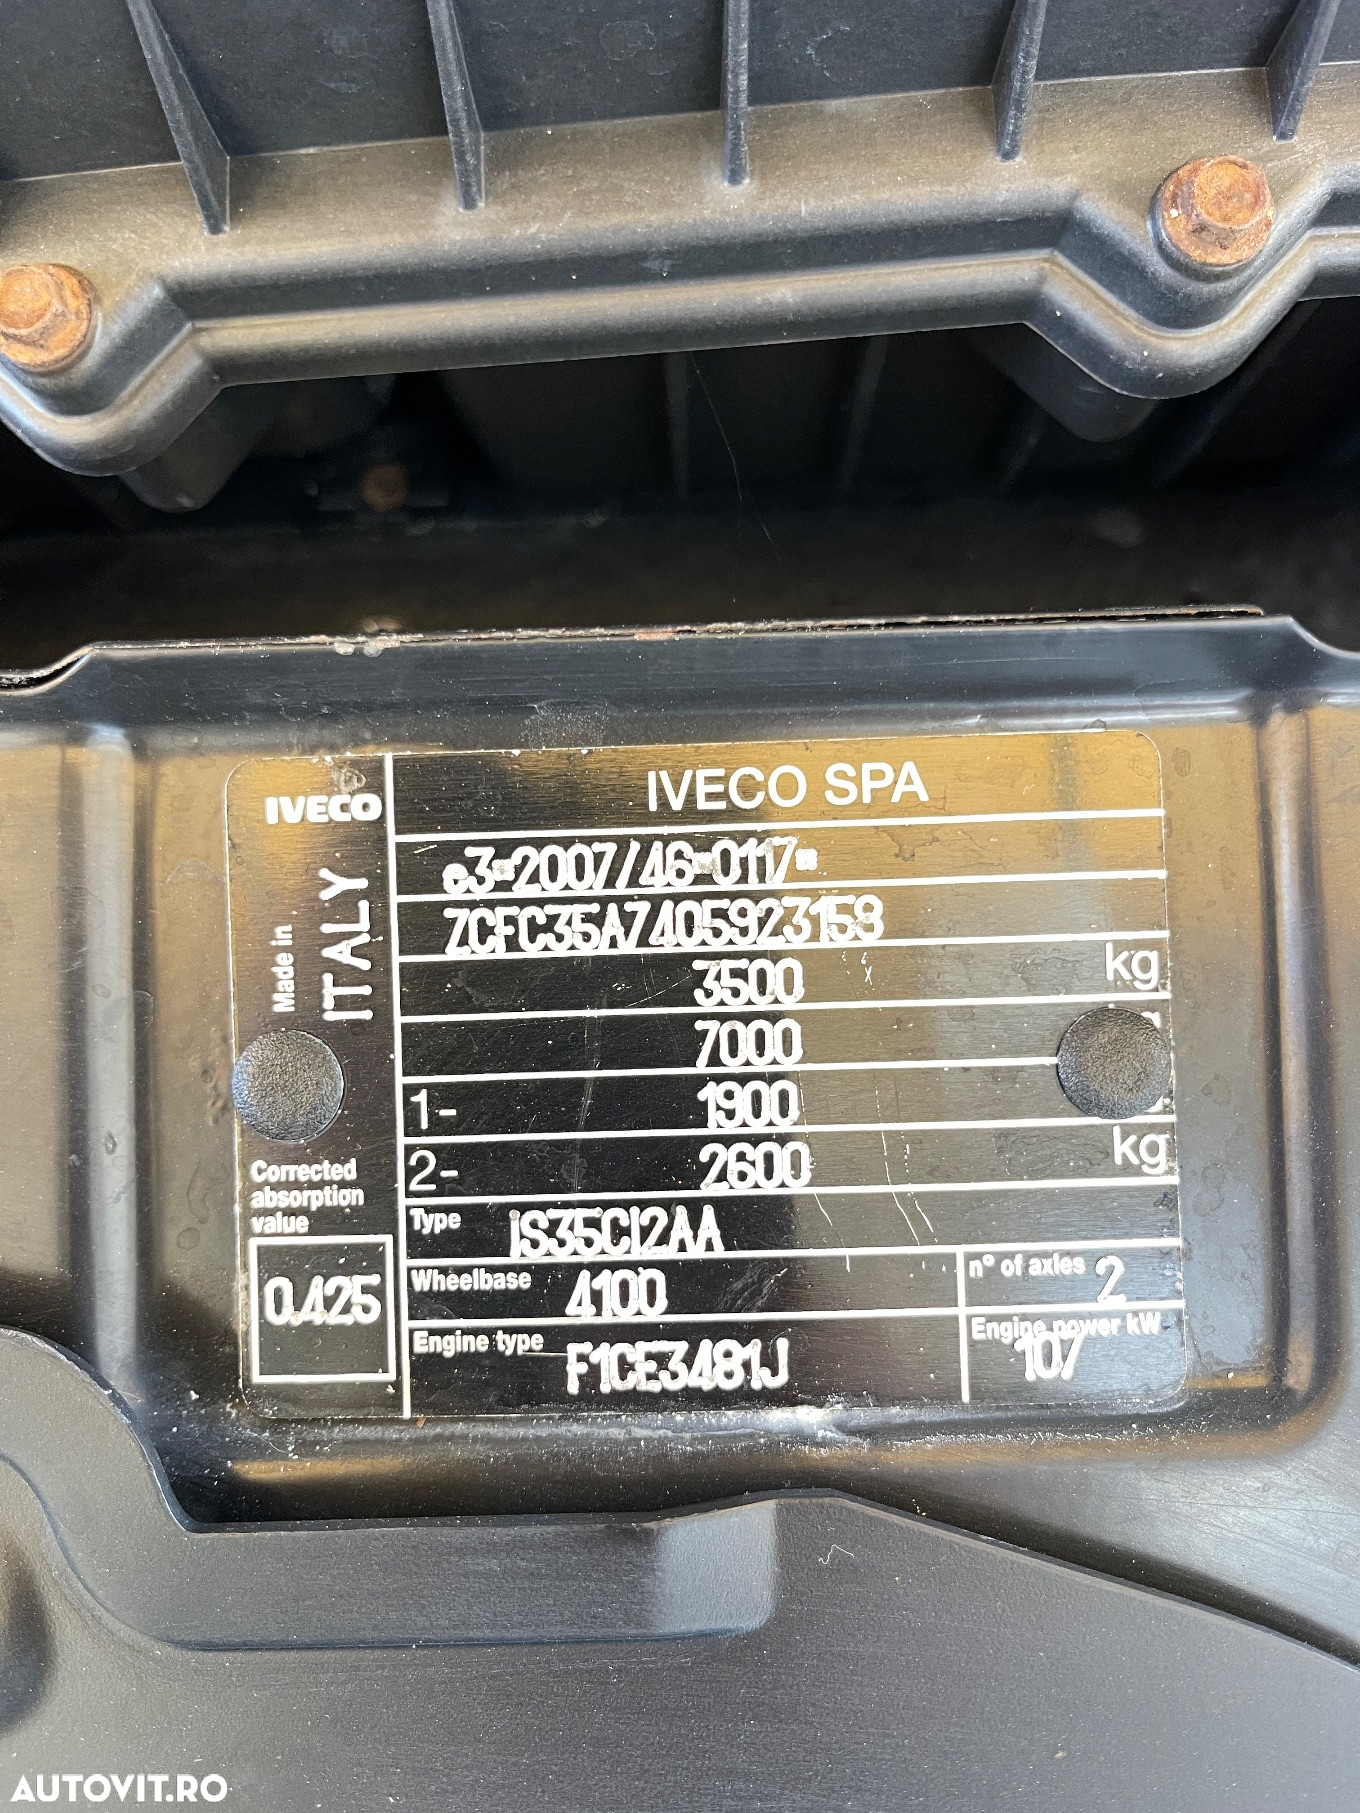 IVECO
IVECO SPA
Made in
ITALY
e3*2007/46*0117*
ZCFC35A7405923158
3500 kg
7000
1- 1900
2- 2600 kg
Corrected
absorption
value
0.425
Type IS35CI2AA
Wheelbase 4100
n° of axles 2
Engine type F1CE3481J
Engine power kW
107
AUTOVIT.RO